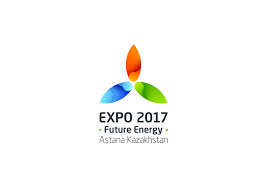 EXPO 2017
• Future Energy •
Astana Kazakhstan